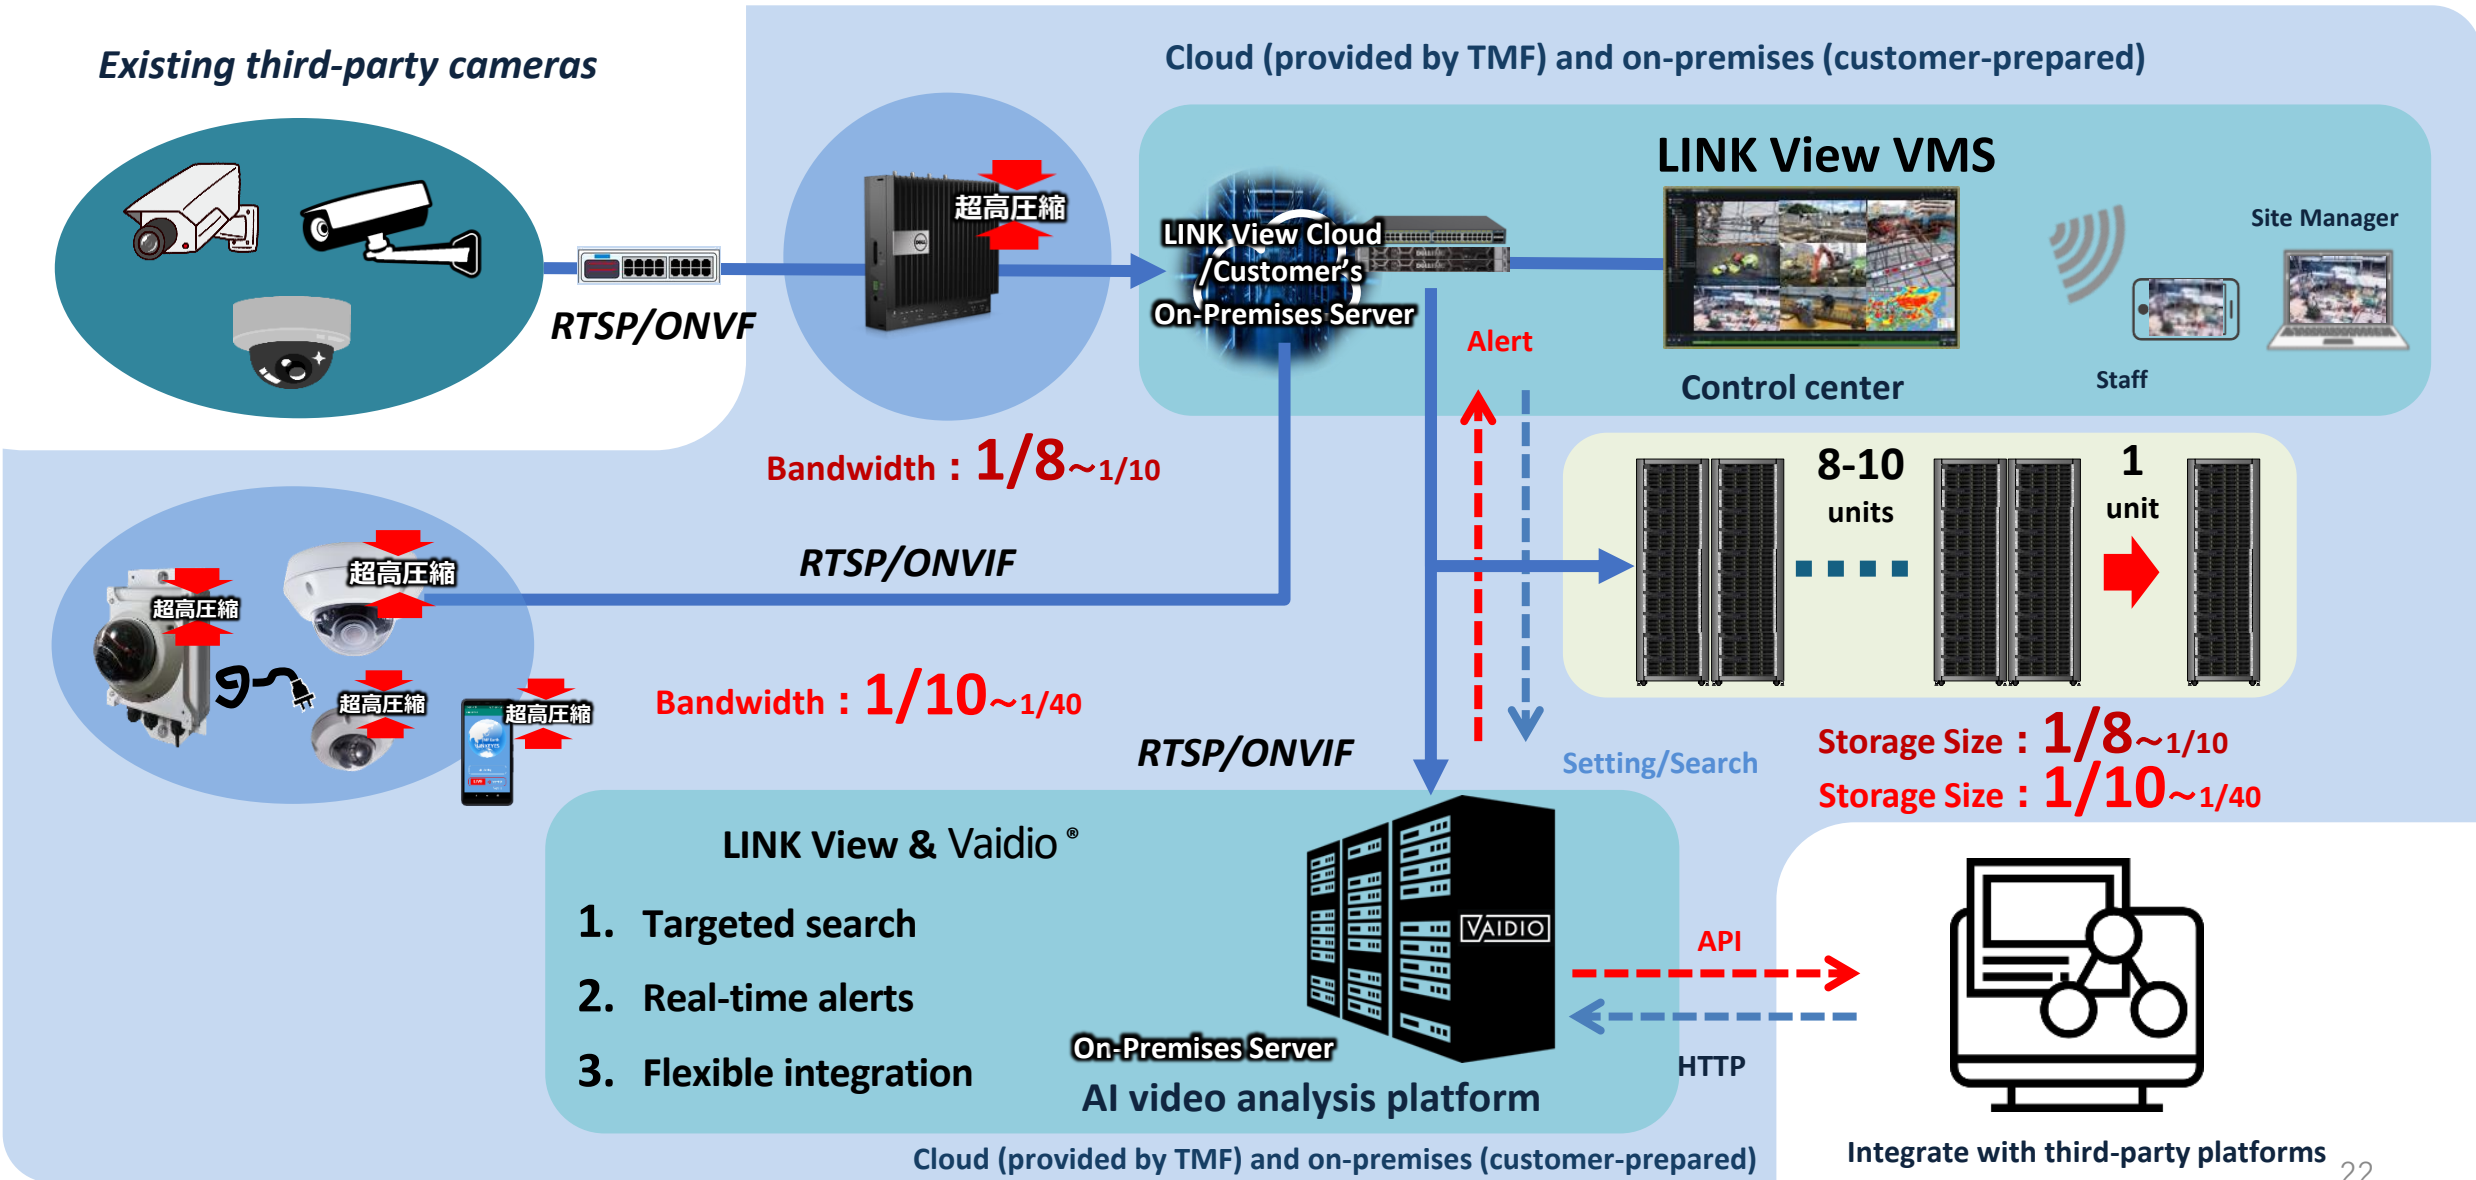 Existing third-party cameras
Cloud (provided by TMF) and on-premises (customer-prepared)
RTSP/ONVF
DELL
超高圧縮
LINK View Cloud
/Customer's
On-Premises Server
LINK View VMS
Control center
Site Manager
Staff
Alert
Bandwidth：1/8～1/10
8-10
units
1
unit
RTSP/ONVIF
超高圧縮
超高圧縮
超高圧縮
超高圧縮
Bandwidth：1/10～1/40
RTSP/ONVIF
Setting/Search
Storage Size：1/8～1/10
Storage Size：1/10～1/40
LINK View & Vaidio ®
1. Targeted search
2. Real-time alerts
3. Flexible integration
VAIDIO
On-Premises Server
AI video analysis platform
API
HTTP
Cloud (provided by TMF) and on-premises (customer-prepared)
Integrate with third-party platforms
22